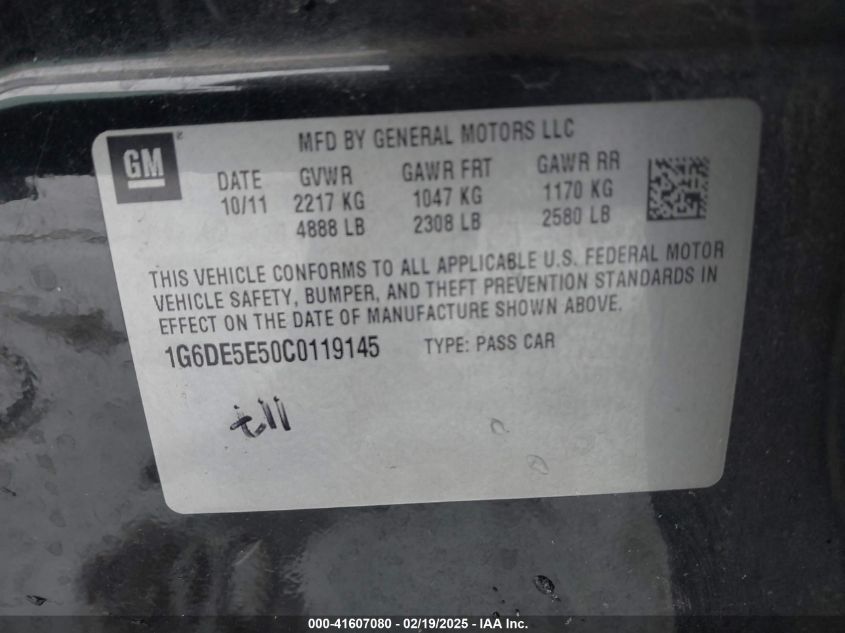 GM
MFD BY GENERAL MOTORS LLC
DATE GVWR GAWR FRT GAWR RR
10/11 2217 KG 1047 KG 1170 KG
4888 LB 2308 LB 2580 LB
THIS VEHICLE CONFORMS TO ALL APPLICABLE U.S. FEDERAL MOTOR
VEHICLE SAFETY, BUMPER, AND THEFT PREVENTION STANDARDS IN
EFFECT ON THE DATE OF MANUFACTURE SHOWN ABOVE.
1G6DE5E50C0119145 TYPE: PASS CAR
000-41607080 - 02/19/2025 - IAA Inc.